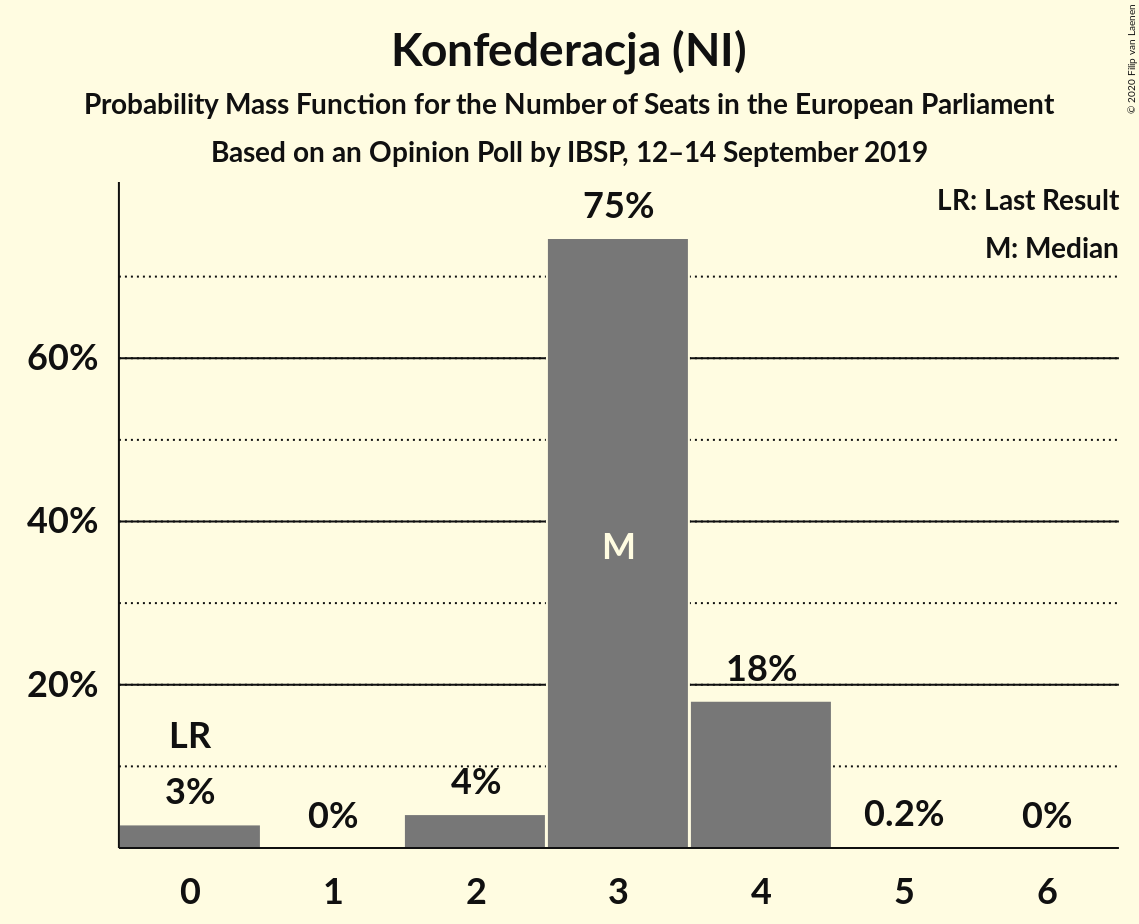 Konfederacja (NI)
Probability Mass Function for the Number of Seats in the European Parliament
Based on an Opinion Poll by IBSP, 12–14 September 2019
© 2020 Filip van Laenen
LR: Last Result
M: Median
75%
60%
40%
M
20%
18%
LR
3%
0%
4%
0.2%
0%
0 1 2 3 4 5 6